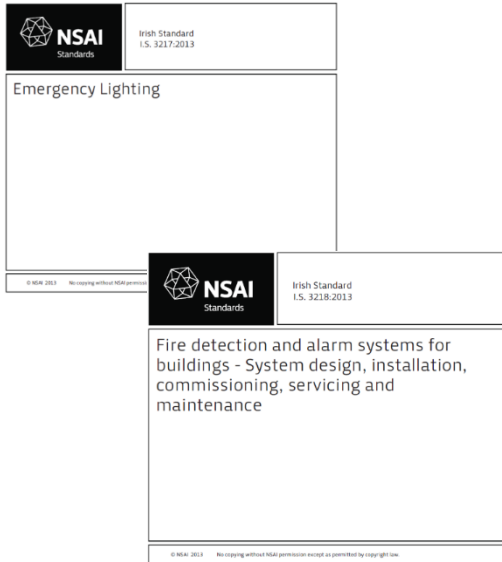 NSAI
Standards
Irish Standard
I.S. 3217:2013
Emergency Lighting
© NSAI 2013 No copying without NSAI permiss
NSAI
Standards
Irish Standard
I.S. 3218:2013
Fire detection and alarm systems for
buildings - System design, installation,
commissioning, servicing and
maintenance
© NSAI 2013 No copying without NSAI permission except as permitted by copyright law.